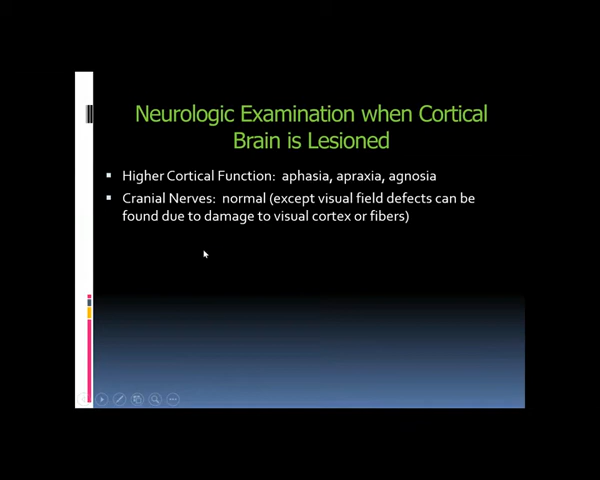 Neurologic Examination when Cortical
Brain is Lesioned
Higher Cortical Function: aphasia, apraxia, agnosia
Cranial Nerves: normal (except visual field defects can be
found due to damage to visual cortex or fibers)